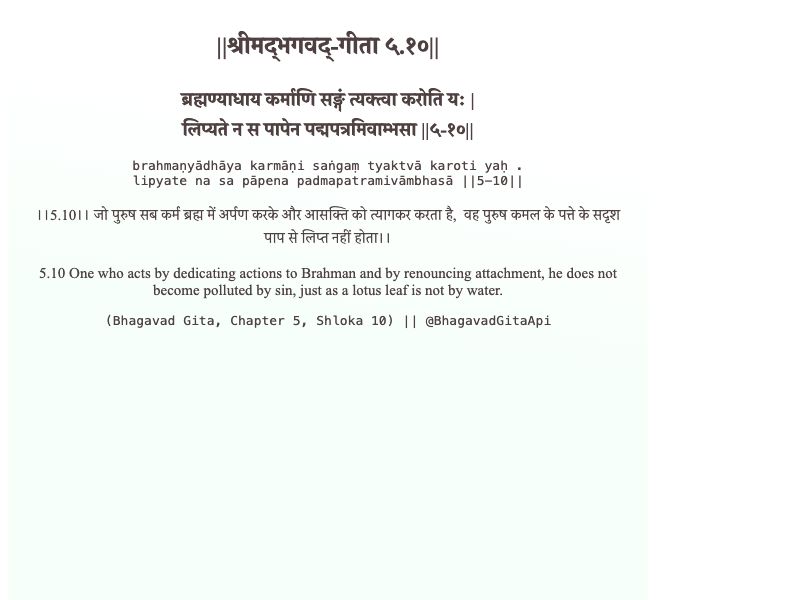 ||श्रीमद्‍भगवद्‍-गीता ५.१०||
ब्रह्मण्याधाय कर्माणि सङ्गं त्यक्त्वा करोति यः |
लिप्यते न स पापेन पद्मपत्रमिवाम्भसा ||५-१०||
brahmaṇyādhāya karmāṇi saṅgaṃ tyaktvā karoti yaḥ .
lipyate na sa pāpena padmapatramivāmbhasā ||5-10||
।।5.10।। जो पुरुष सब कर्म ब्रह्म में अर्पण करके और आसक्ति को त्यागकर करता है, वह पुरुष कमल के पत्ते के सदृश
पाप से लिप्त नहीं होता।।
5.10 One who acts by dedicating actions to Brahman and by renouncing attachment, he does not
become polluted by sin, just as a lotus leaf is not by water.
(Bhagavad Gita, Chapter 5, Shloka 10) || @BhagavadGitaApi